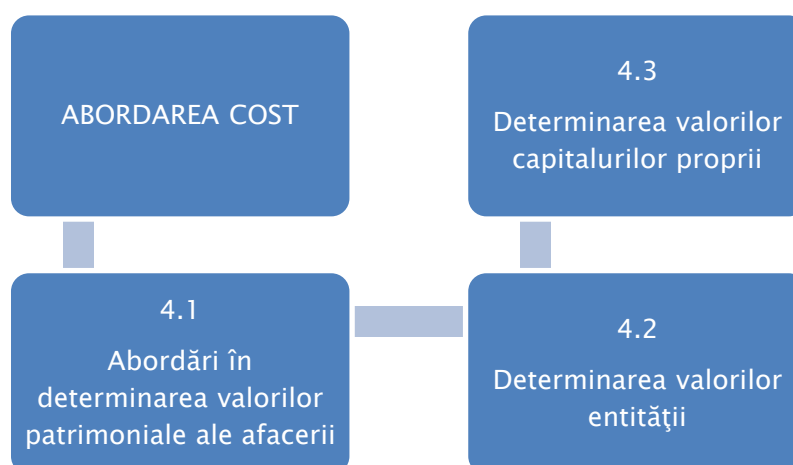 ABORDAREA COST
4.1
Abordări în
determinarea valorilor
patrimoniale ale afacerii
4.2
Determinarea valorilor
entităţii
4.3
Determinarea valorilor
capitalurilor proprii